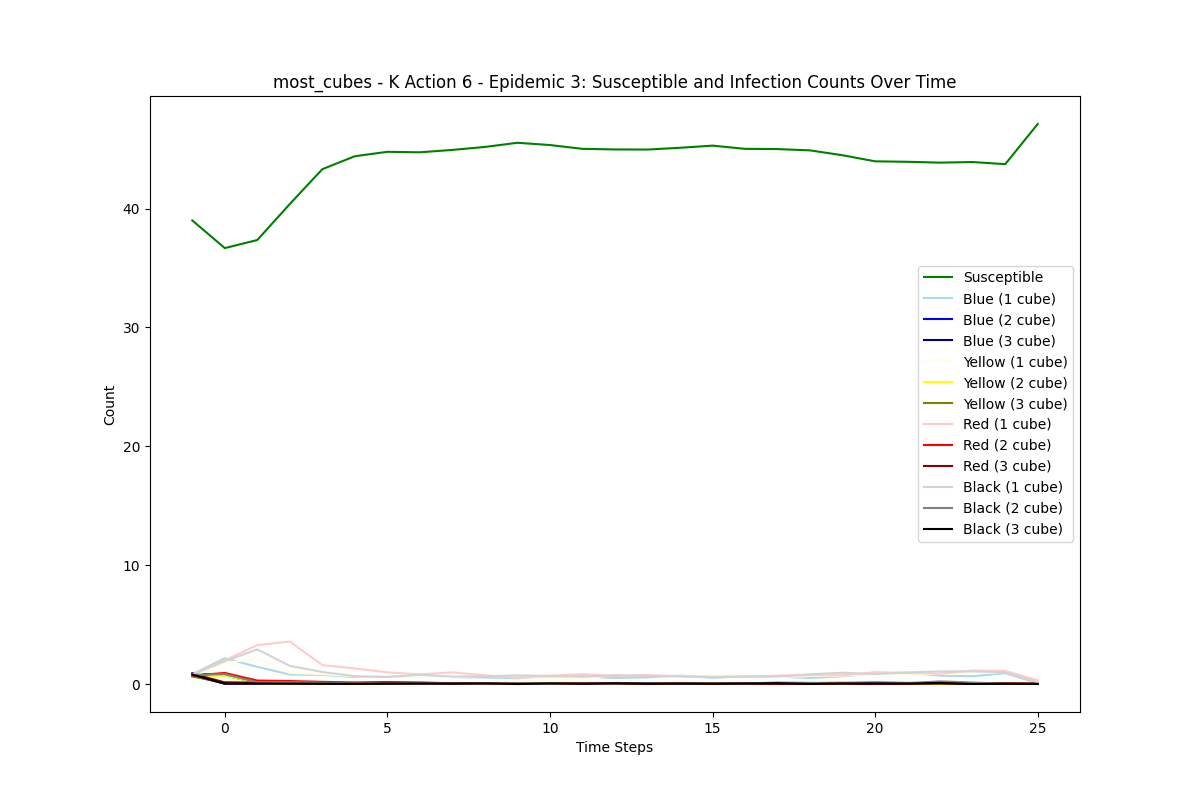 most_cubes - K Action 6 - Epidemic 3: Susceptible and Infection Counts Over Time
Count
40
30
20
10
0
Susceptible
Blue (1 cube)
Blue (2 cube)
Blue (3 cube)
Yellow (1 cube)
Yellow (2 cube)
Yellow (3 cube)
Red (1 cube)
Red (2 cube)
Red (3 cube)
Black (1 cube)
Black (2 cube)
Black (3 cube)
0 5 10 15 20 25
Time Steps